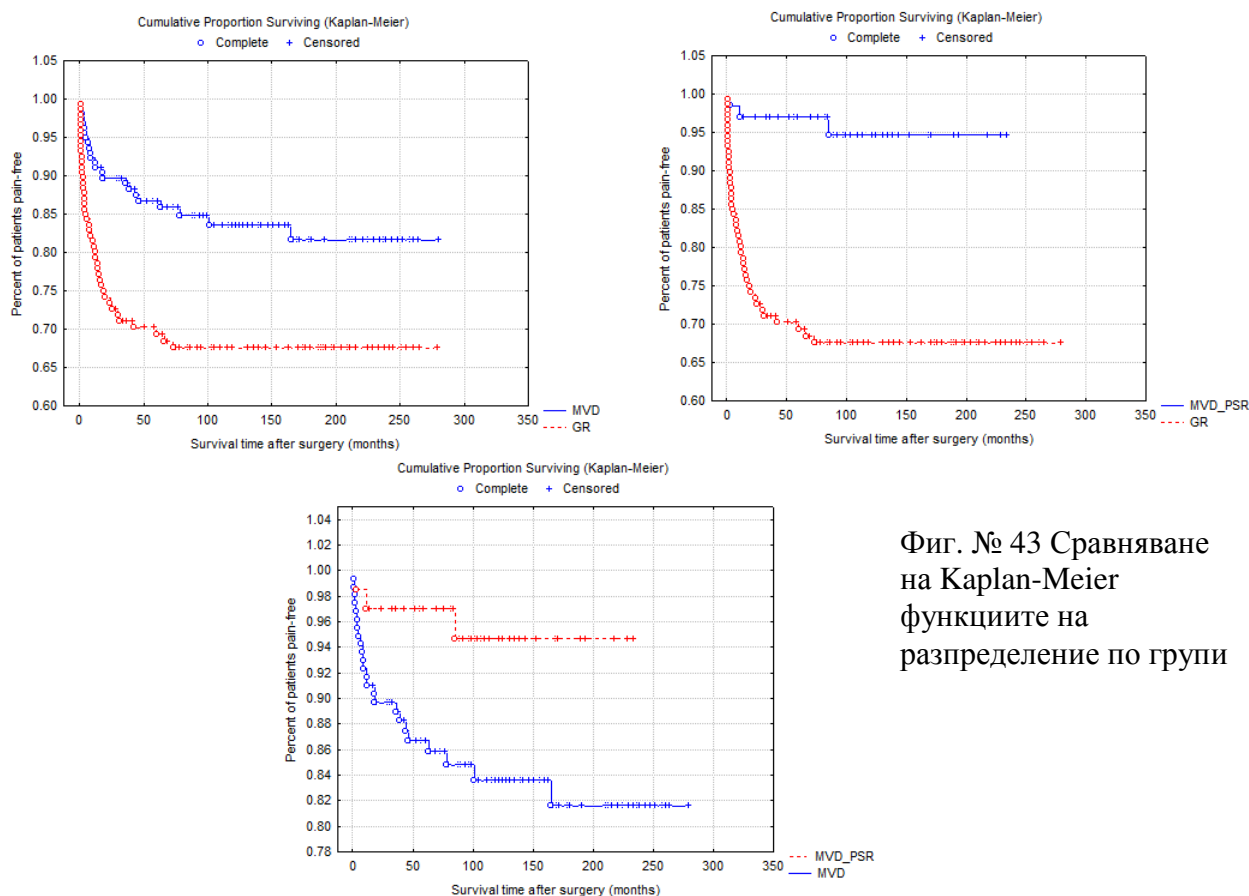 Cumulative Proportion Surviving (Kaplan-Meier)
Complete Censored
1.05
1.00
0.95
0.90
0.85
0.80
0.75
0.70
0.65
0.60
Percent of patients pain-free
0 50 100 150 200 250 300 350
Survival time after surgery (months)
MVD
GR
Cumulative Proportion Surviving (Kaplan-Meier)
Complete Censored
1.05
1.00
0.95
0.90
0.85
0.80
0.75
0.70
0.65
0.60
Percent of patients pain-free
0 50 100 150 200 250 300 350
Survival time after surgery (months)
MVD_PSR
GR
Cumulative Proportion Surviving (Kaplan-Meier)
Complete Censored
1.04
1.02
1.00
0.98
0.96
0.94
0.92
0.90
0.88
0.86
0.84
0.82
0.80
0.78
Percent of patients pain-free
0 50 100 150 200 250 300 350
Survival time after surgery (months)
MVD_PSR
MVD
Фиг. № 43 Сравняване
на Kaplan-Meier
функциите на
разпределение по групи